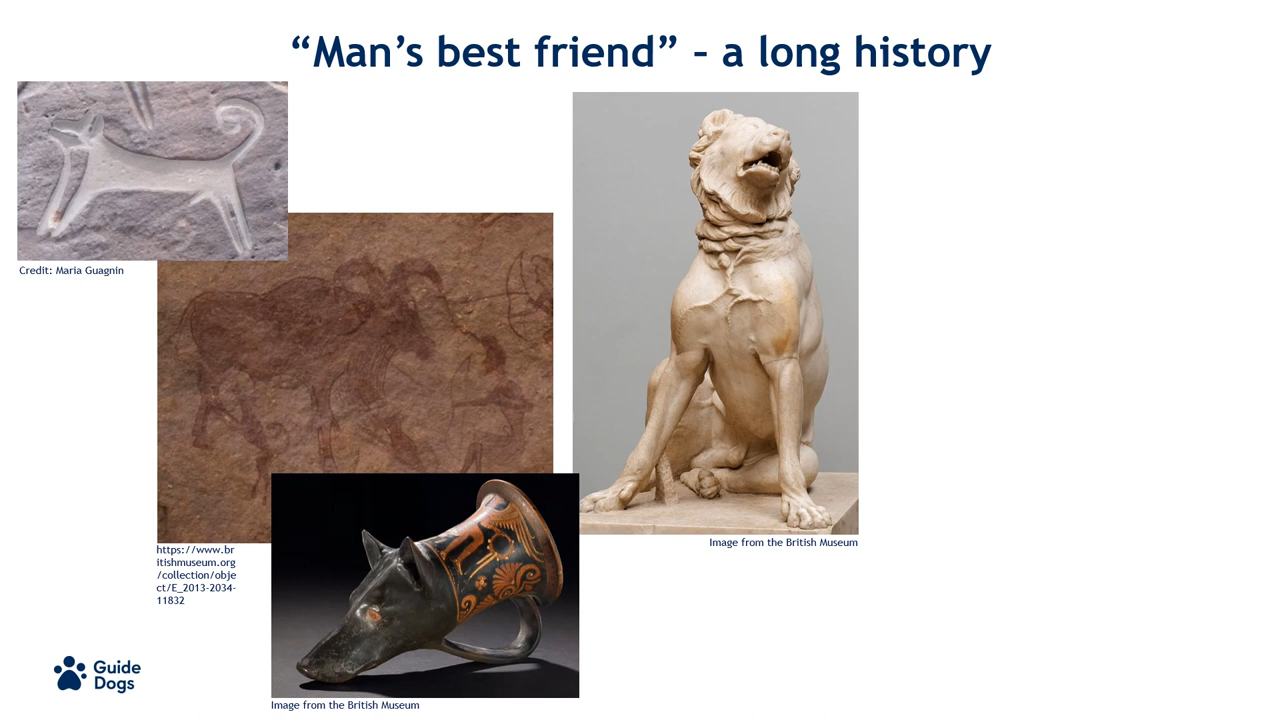 “Man’s best friend” – a long history
Credit: Maria Guagnin
Image from the British Museum
https://www.br
itishmuseum.org
/collection/obje
ct/E_2013-2034-
11832
Guide
Dogs
Image from the British Museum